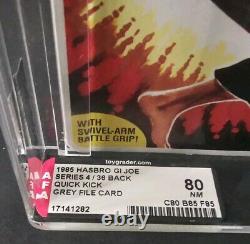 WITH
SWIVEL-ARM
BATTLE GRIP!
toygrader.com
1985 HASBRO GI JOE
SERIES 4 / 36 BACK
QUICK KICK
GREY FILE CARD
80
NM
17141282
C80 B85 F85
AFA